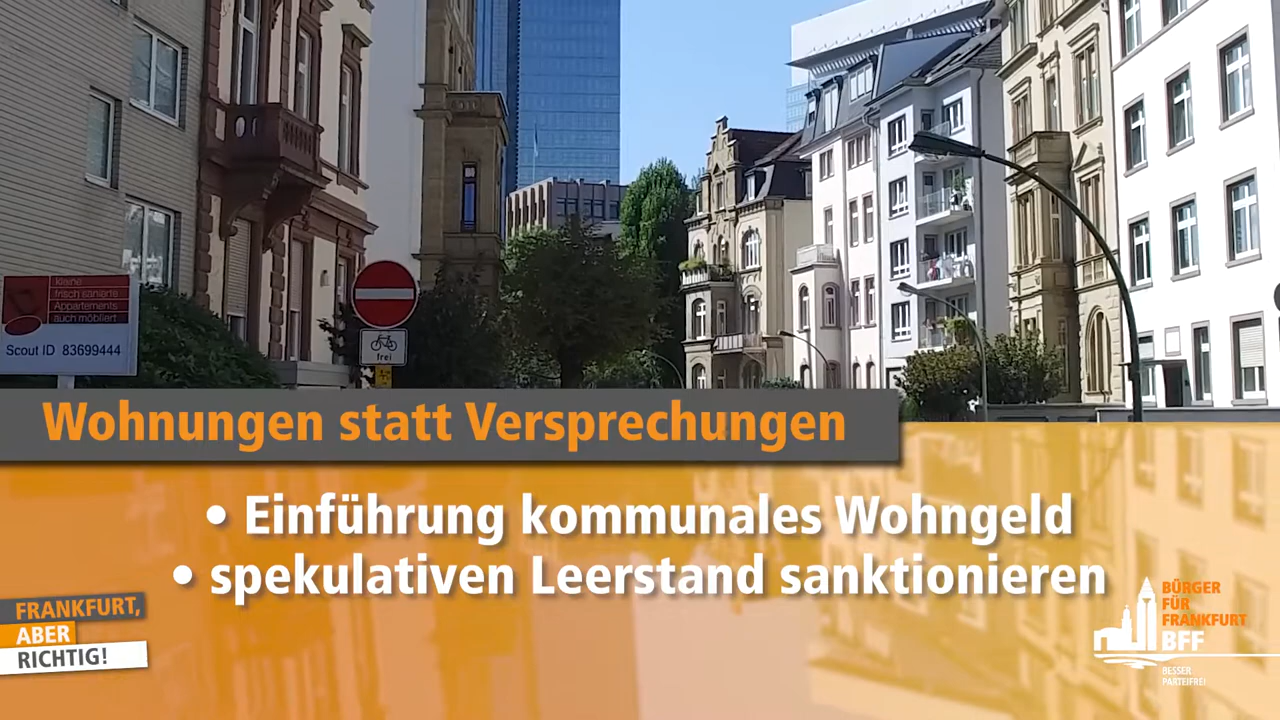 kleine
frisch sanierte
Appartements
auch möbliert
Scout ID 83699444
frei
Wohnungen statt Versprechungen
• Einführung kommunales Wohngeld
• spekulativen Leerstand sanktionieren
FRANKFURT,
ABER
RICHTIG!
BÜRGER
FÜR
FRANKFURT
BFF
BESSER
PARTEIFREI